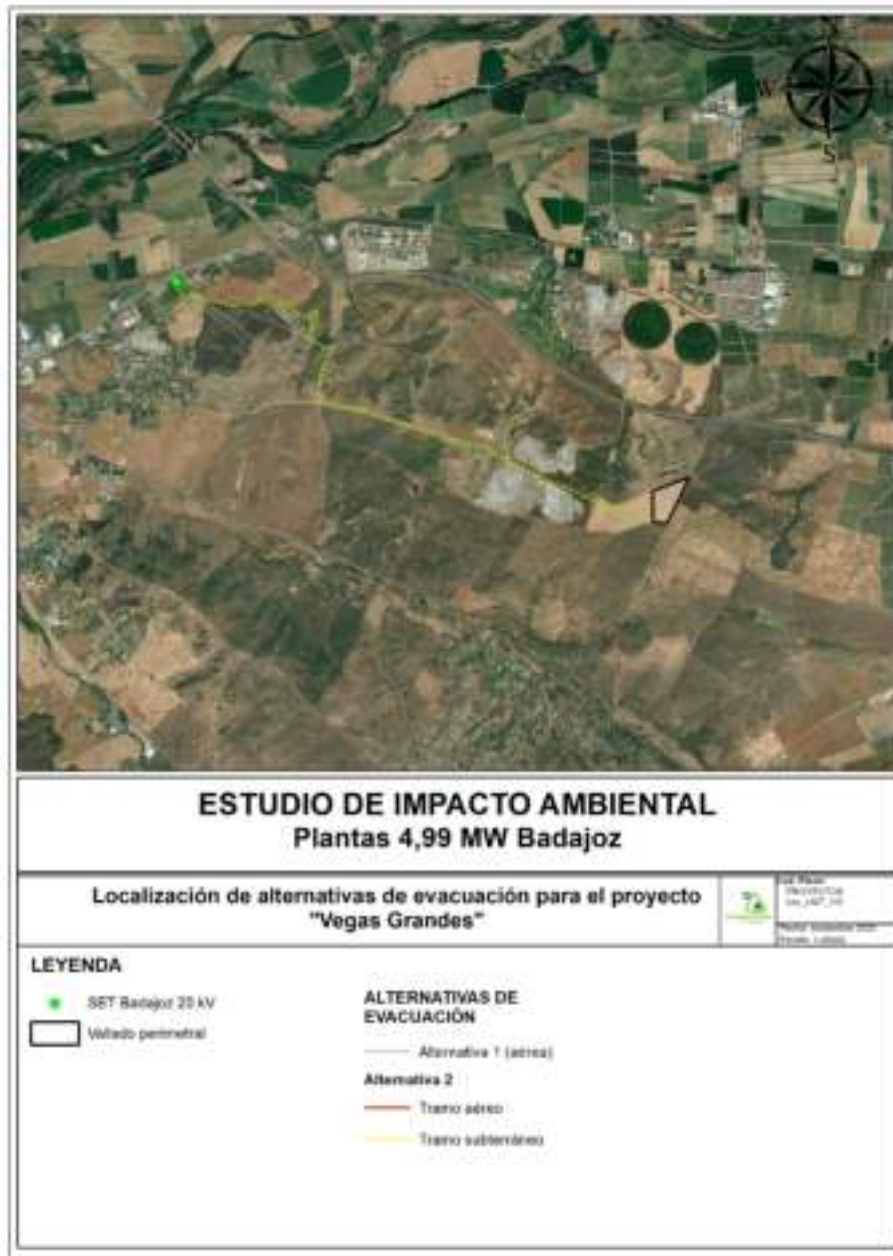 W
S
ESTUDIO DE IMPACTO AMBIENTAL
Plantas 4,99 MW Badajoz
Localización de alternativas de evacuación para el proyecto
"Vegas Grandes"
LEYENDA
SET Badajoz 20 kV
Vallado perimetral
ALTERNATIVAS DE
EVACUACIÓN
Alternativa 1 (aérea)
Alternativa 2
Tramo aéreo
Tramo subterráneo